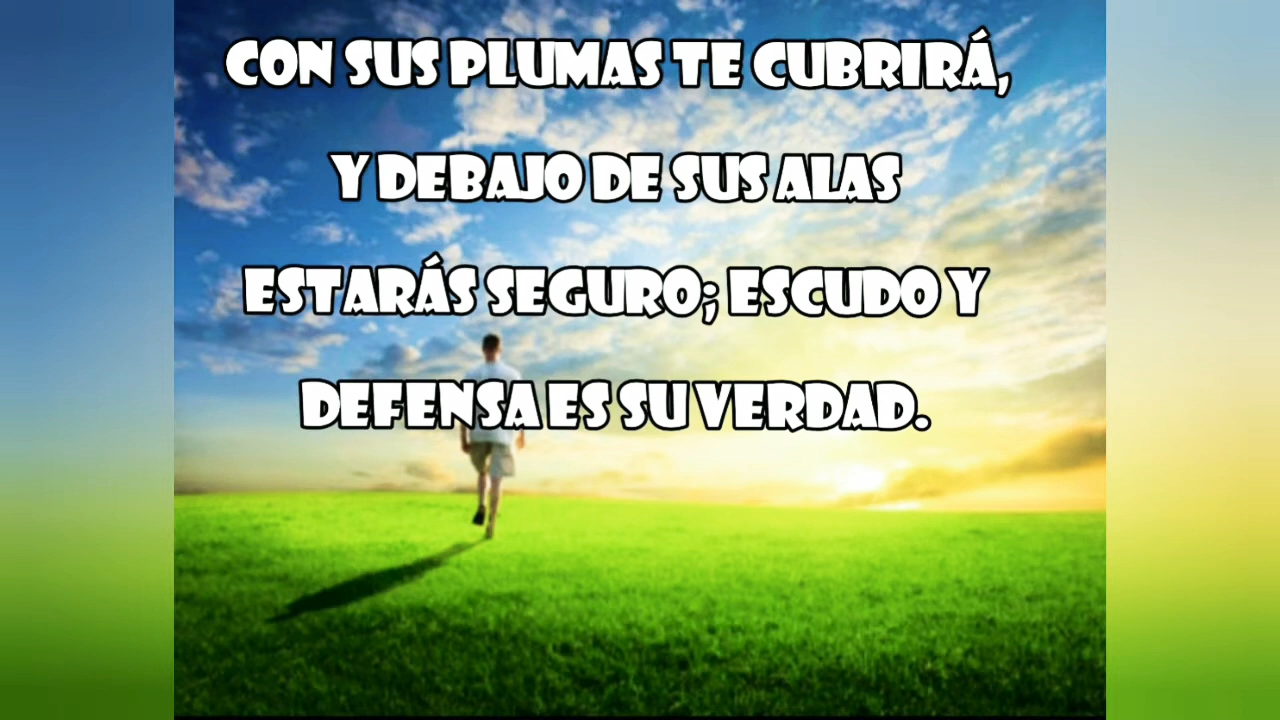 CON SUS PLUMAS TE CUBRIRÁ,
Y DEBAJO DE SUS ALAS
ESTARÁS SEGURO; ESCUDO Y
DEFENSA ES SU VERDAD.